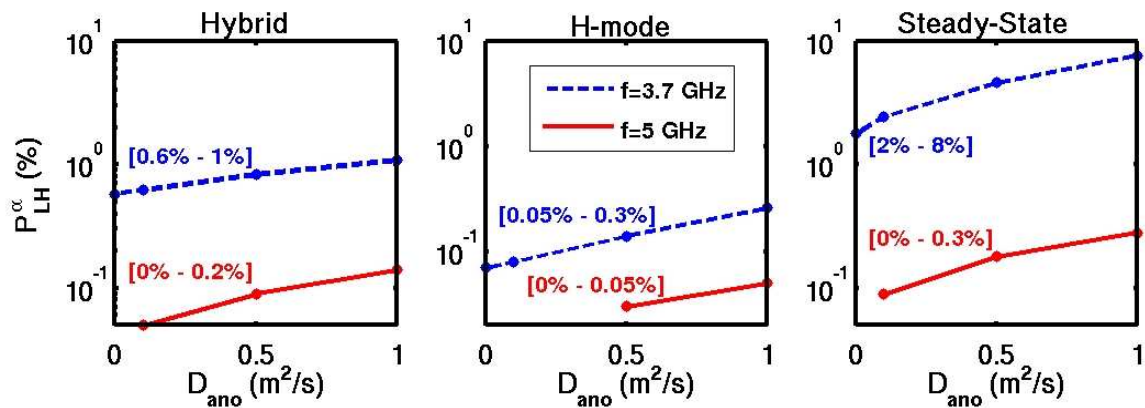 Hybrid
H-mode
Steady-State
P_LH^α (%)
10^1
10^0
10^-1
[0.6% - 1%]
[0% - 0.2%]
0
0.5
1
D_ano (m^2/s)
10^1
10^0
10^-1
f=3.7 GHz
f=5 GHz
[0.05% - 0.3%]
[0% - 0.05%]
0
0.5
1
D_ano (m^2/s)
10^1
10^0
10^-1
[2% - 8%]
[0% - 0.3%]
0
0.5
1
D_ano (m^2/s)